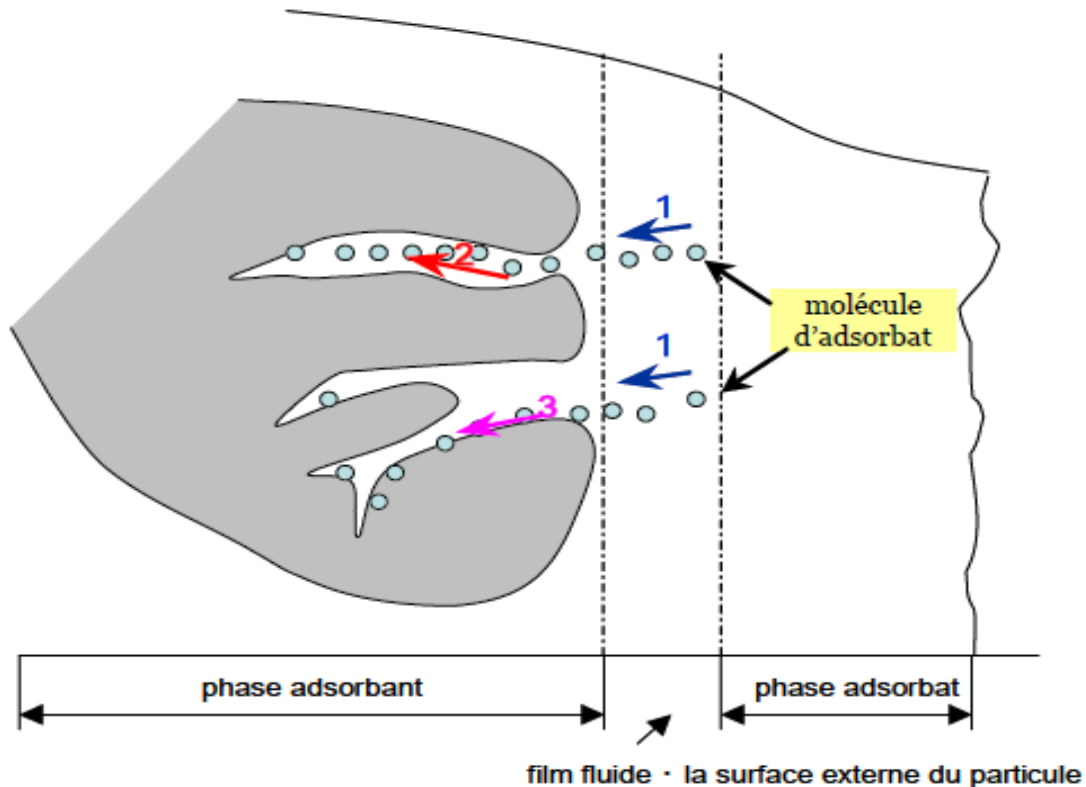 1
2
molécule
d'adsorbat
1
3
phase adsorbant
phase adsorbat
film fluide · la surface externe du particule